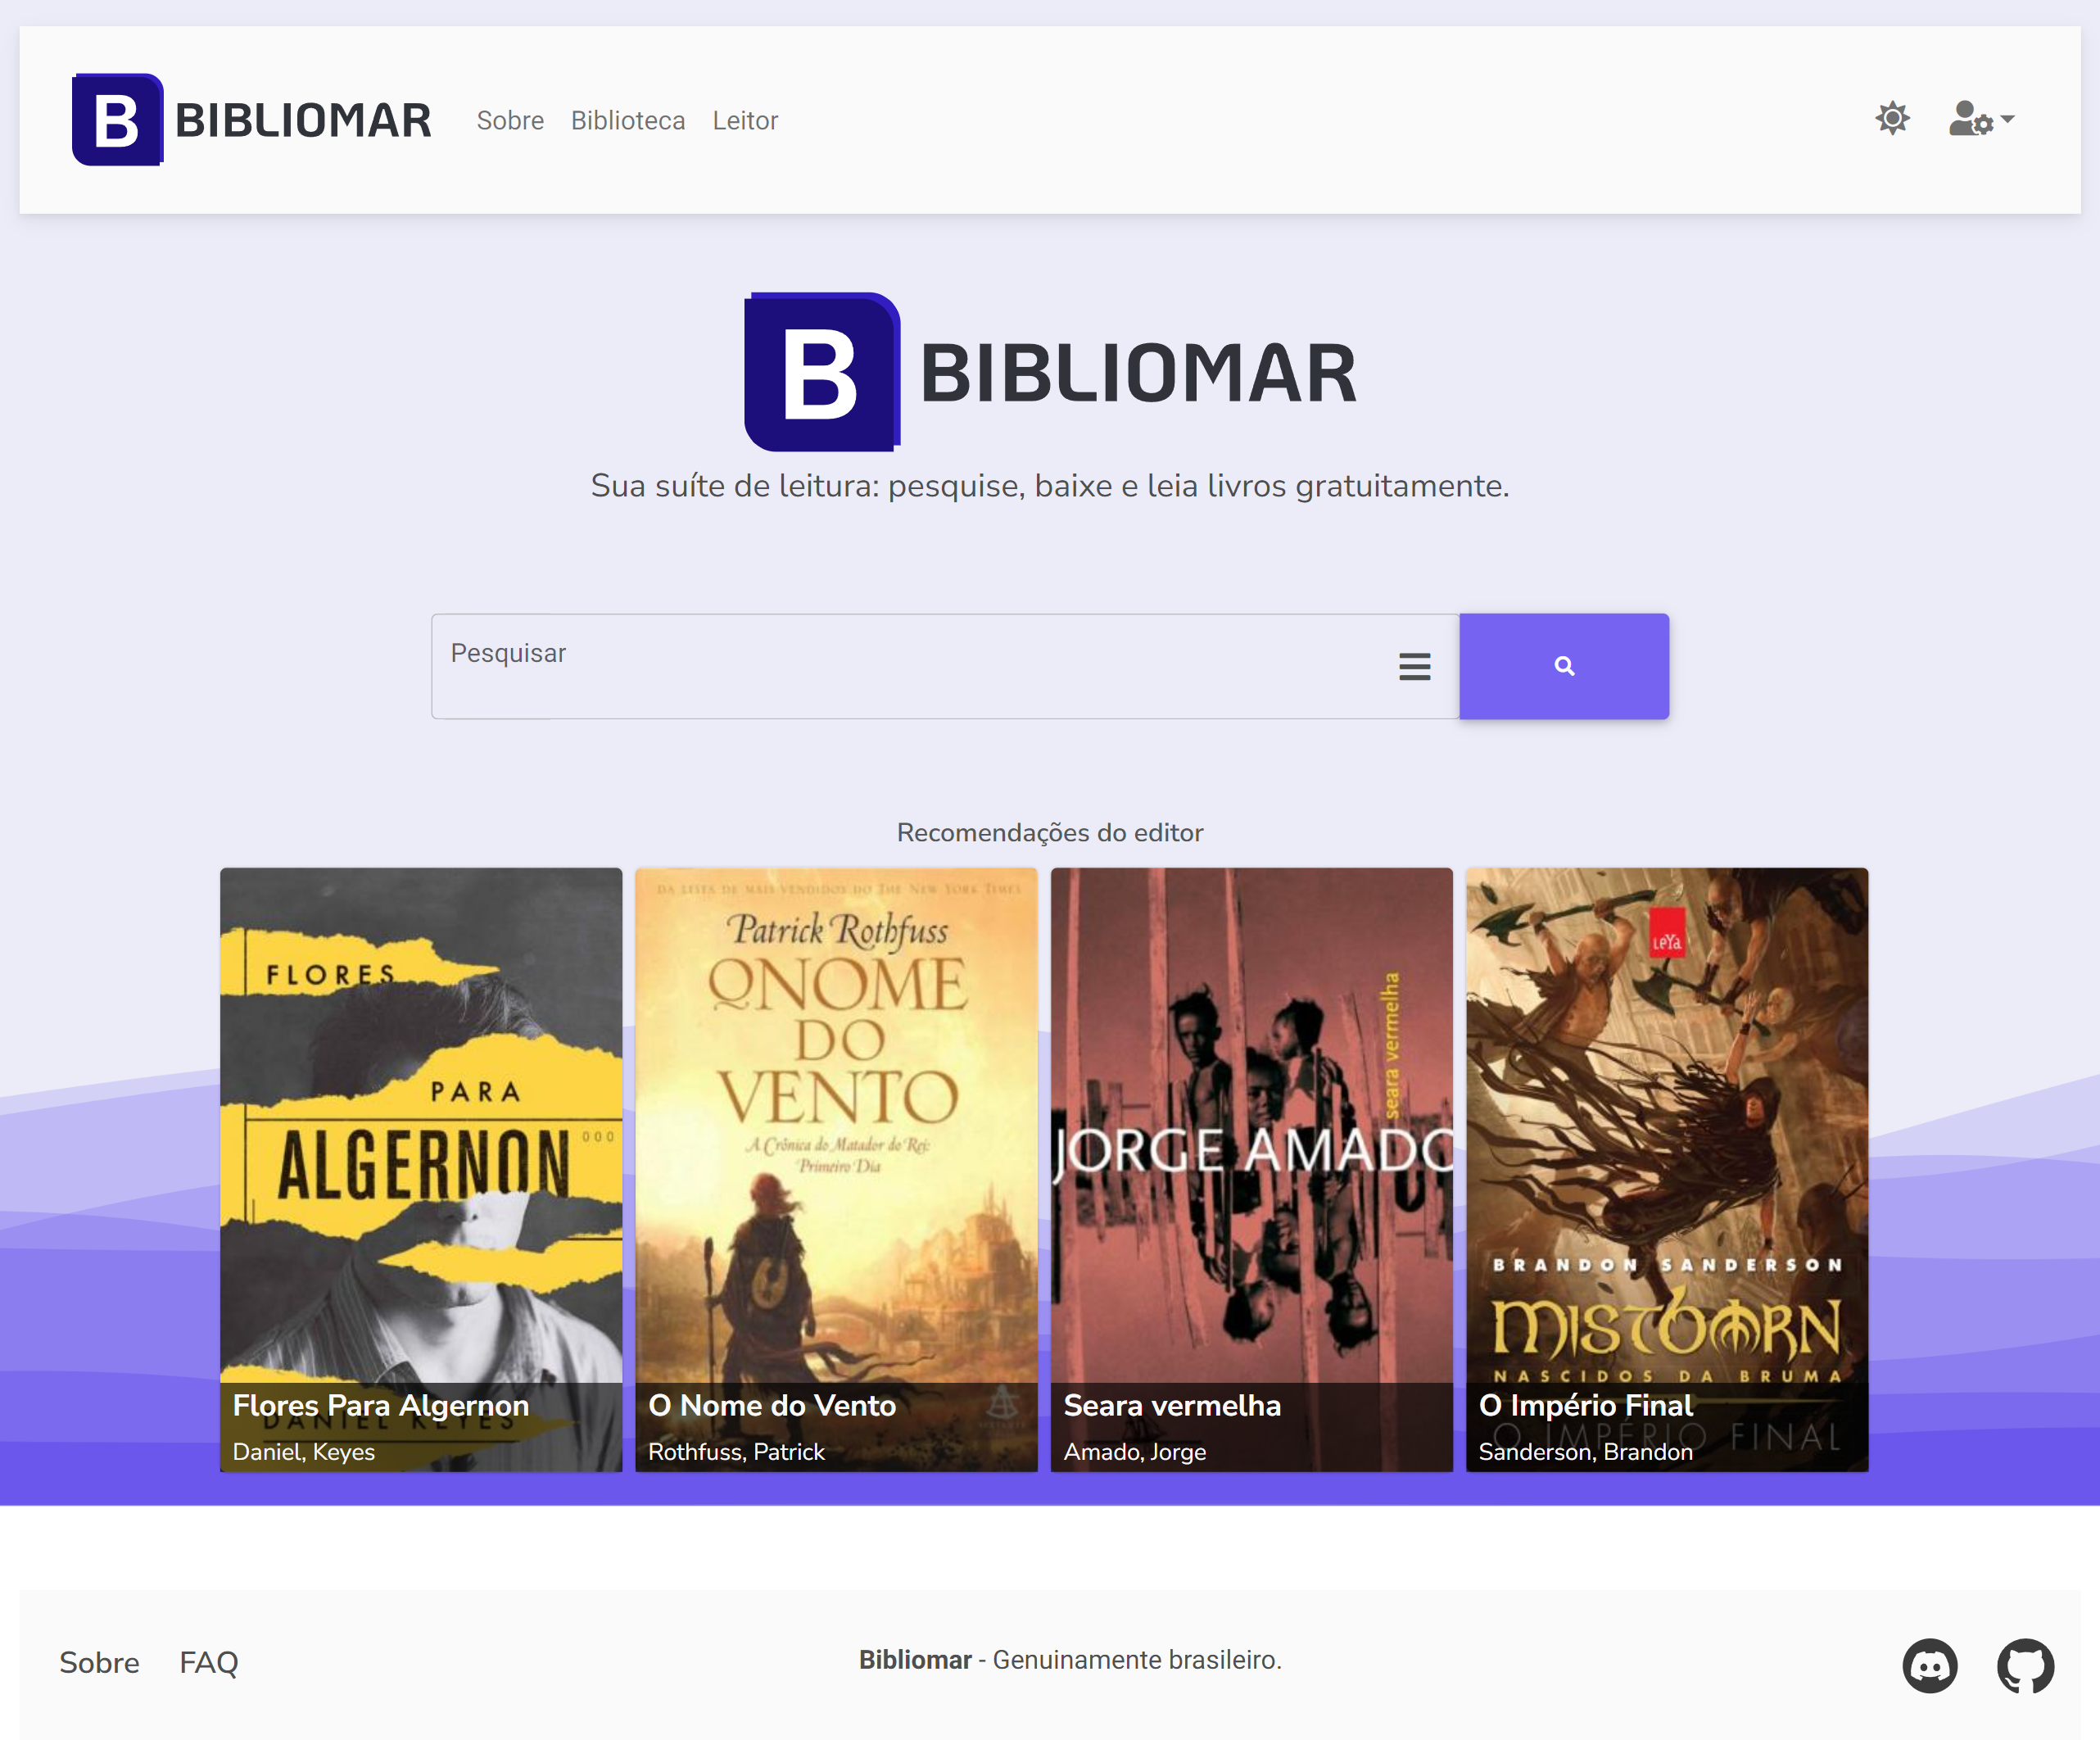 B BIBLIOMAR Sobre Biblioteca Leitor
B BIBLIOMAR
Sua suíte de leitura: pesquise, baixe e leia livros gratuitamente.
Pesquisar
Recomendações do editor
FLORES
PARA
ALGERNON
DANIEL KEYES
Flores Para Algernon
Daniel, Keyes
DA LISTA DE MAIS VENDIDOS DO THE NEW YORK TIMES
Patrick Rothfuss
O NOME
DO
VENTO
A Crônica do Matador do Rei:
Primeiro Dia
O Nome do Vento
Rothfuss, Patrick
seara vermelha
JORGE AMADO
Seara vermelha
Amado, Jorge
LeYa
BRANDON SANDERSON
MISTBORN
NASCIDOS DA BRUMA
O IMPÉRIO FINAL
O Império Final
Sanderson, Brandon
Sobre FAQ
Bibliomar - Genuinamente brasileiro.